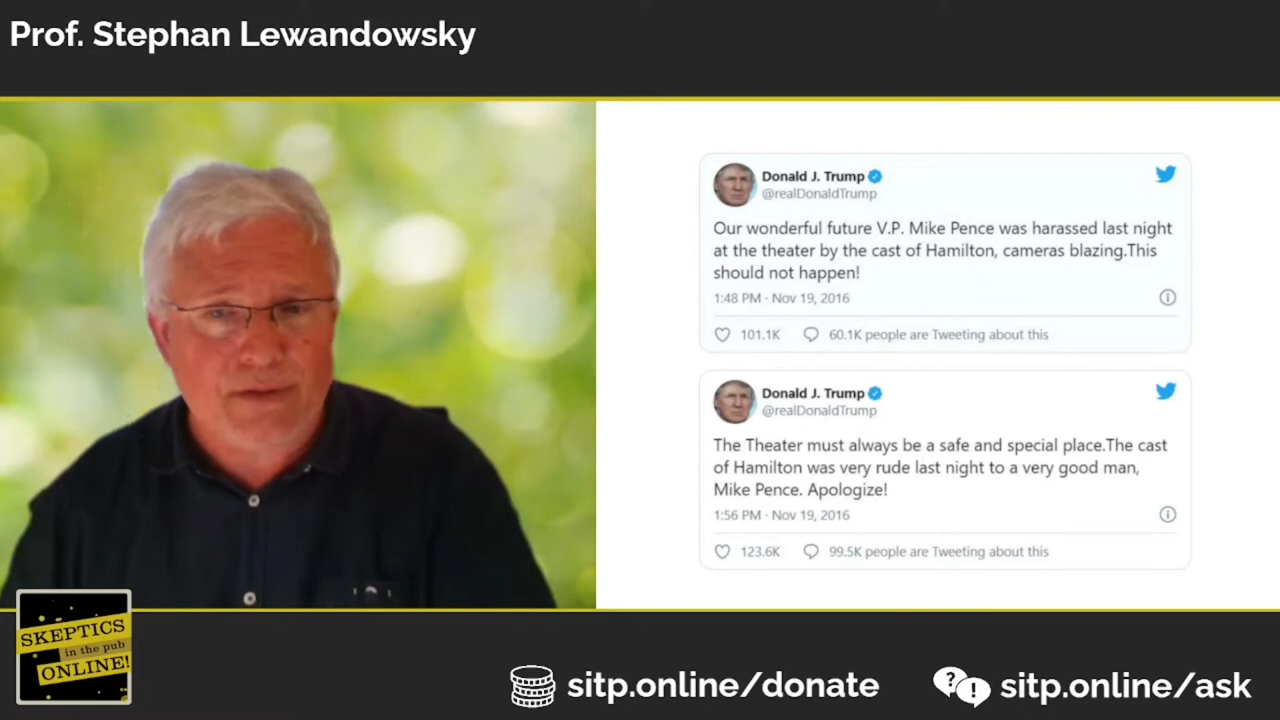 Prof. Stephan Lewandowsky
Donald J. Trump
@realDonaldTrump
Our wonderful future V.P. Mike Pence was harassed last night
at the theater by the cast of Hamilton, cameras blazing.This
should not happen!
1:48 PM · Nov 19, 2016
101.1K 60.1K people are Tweeting about this
Donald J. Trump
@realDonaldTrump
The Theater must always be a safe and special place.The cast
of Hamilton was very rude last night to a very good man,
Mike Pence. Apologize!
1:56 PM · Nov 19, 2016
123.6K 99.5K people are Tweeting about this
SKEPTICS
in the pub
ONLINE!
sitp.online/donate
sitp.online/ask